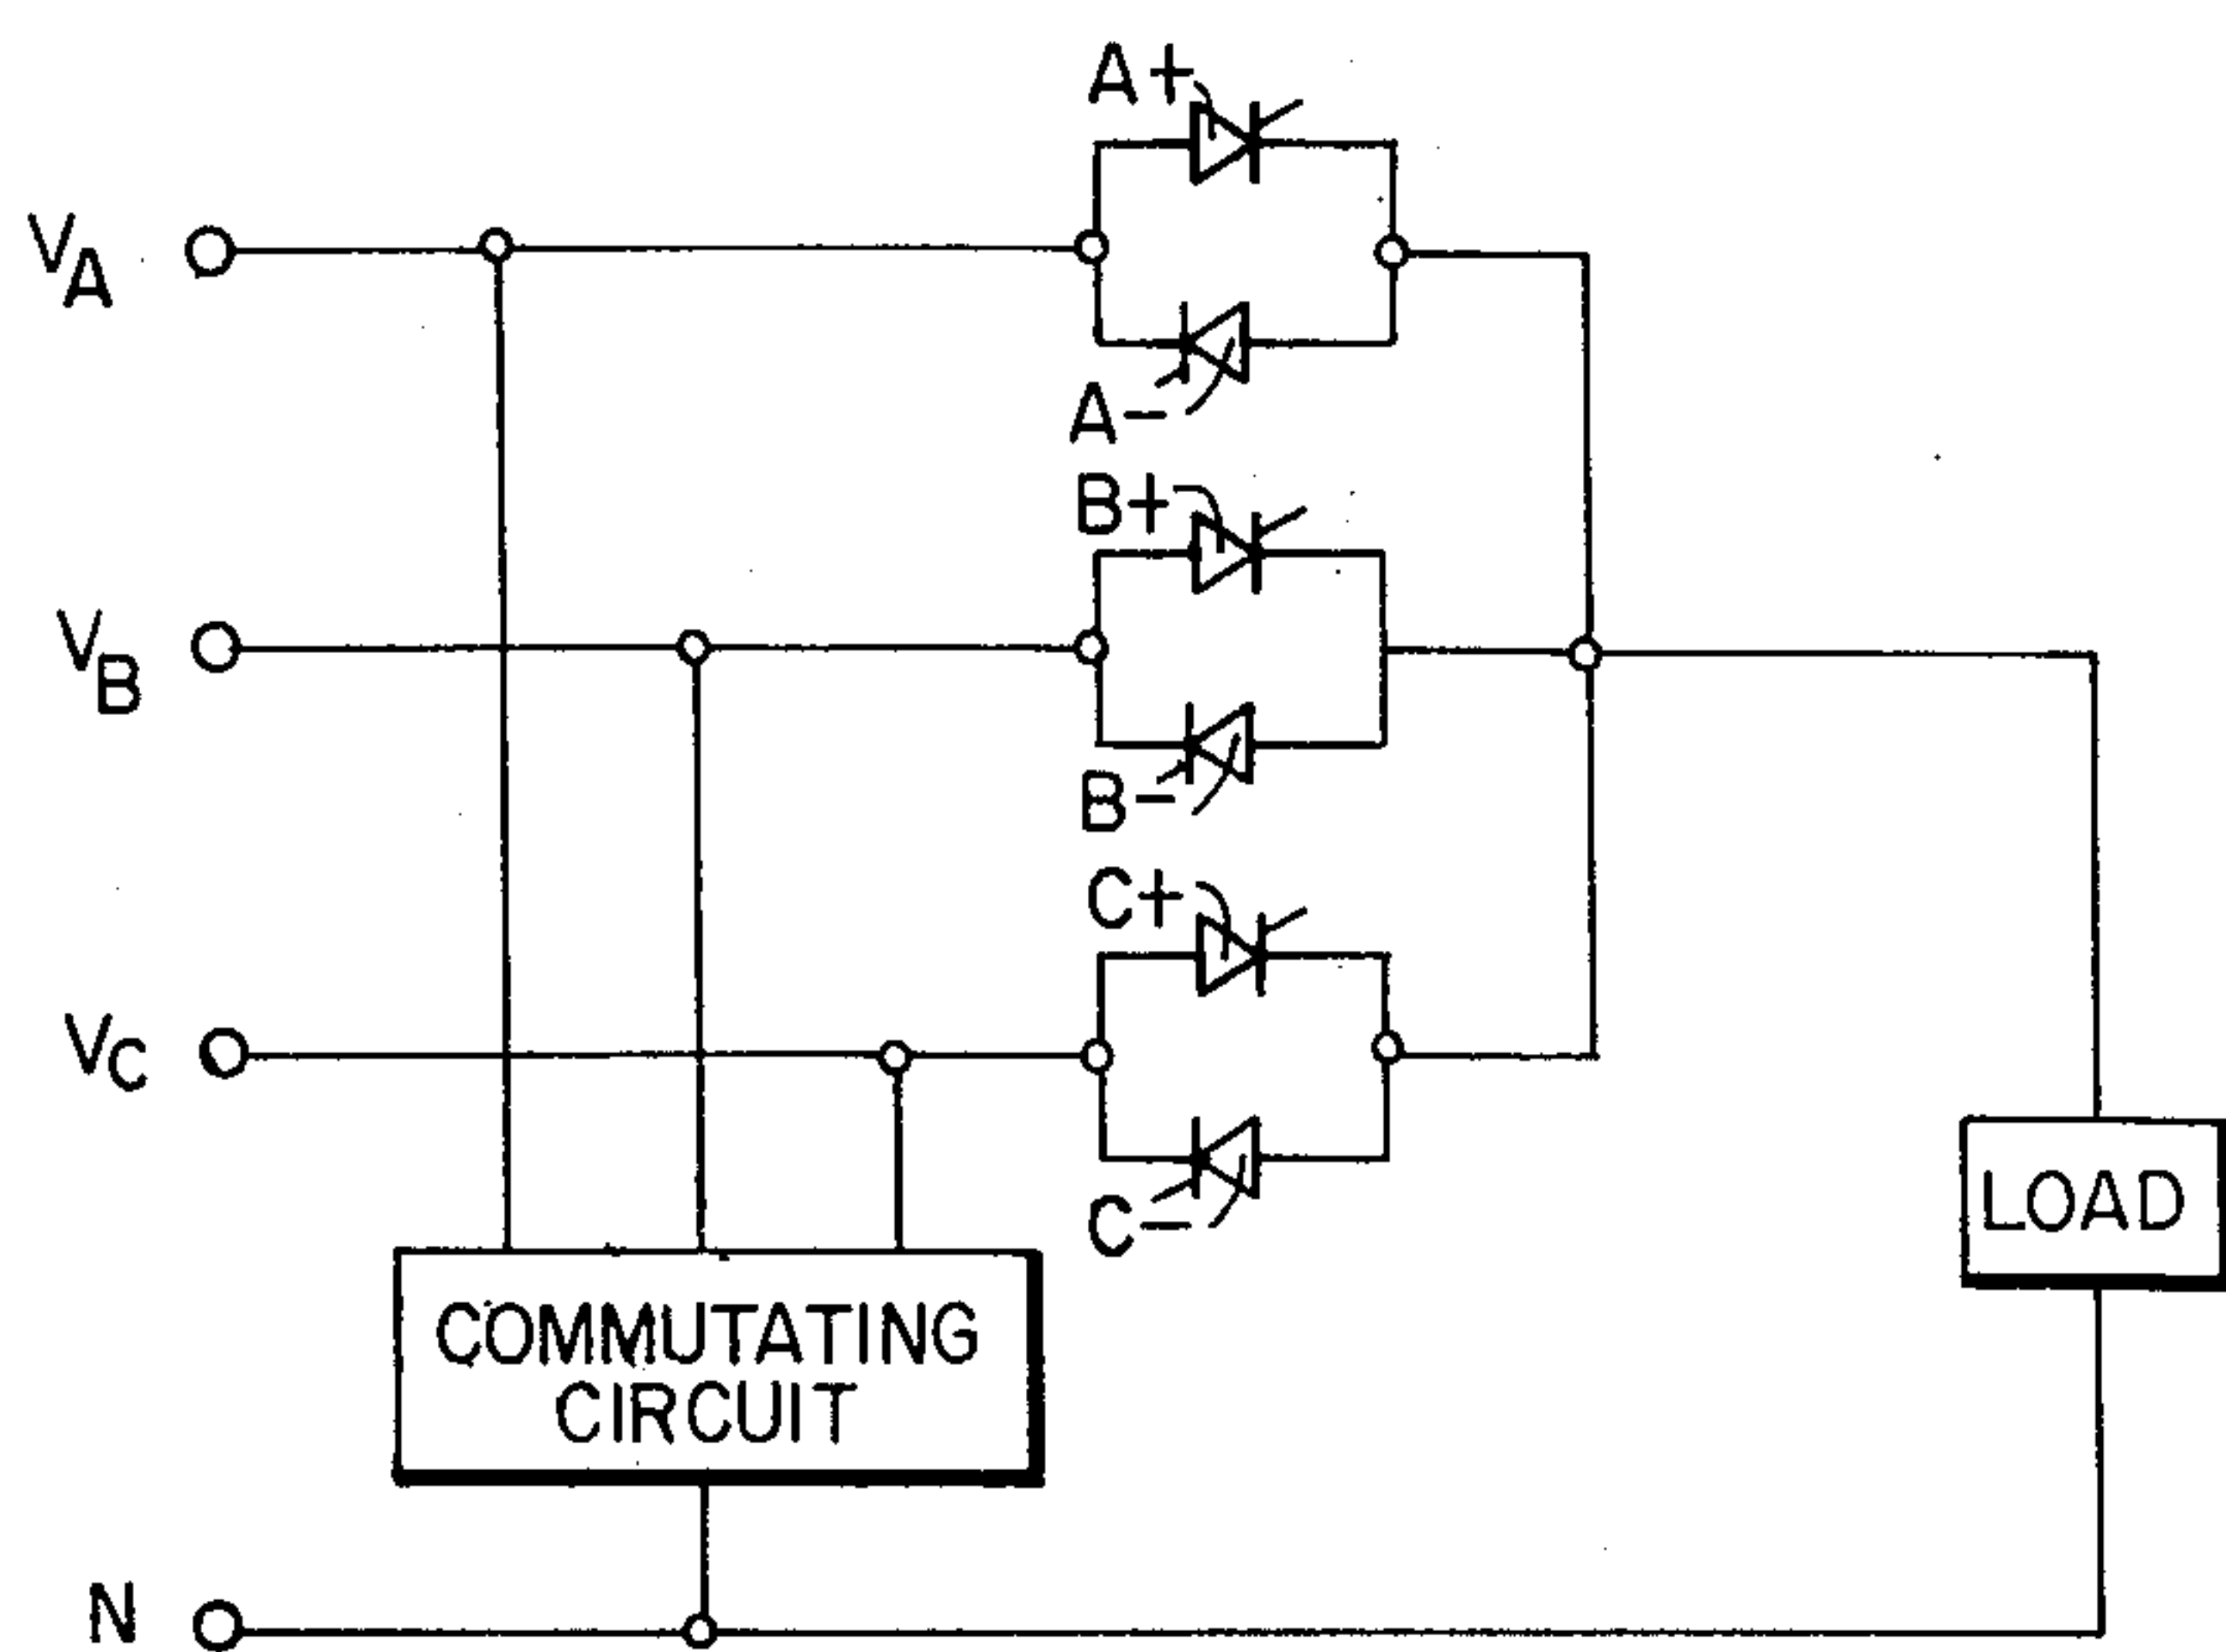 A+
VA
A-
B+
VB
B-
C+
VC
C-
LOAD
COMMUTATING
CIRCUIT
N